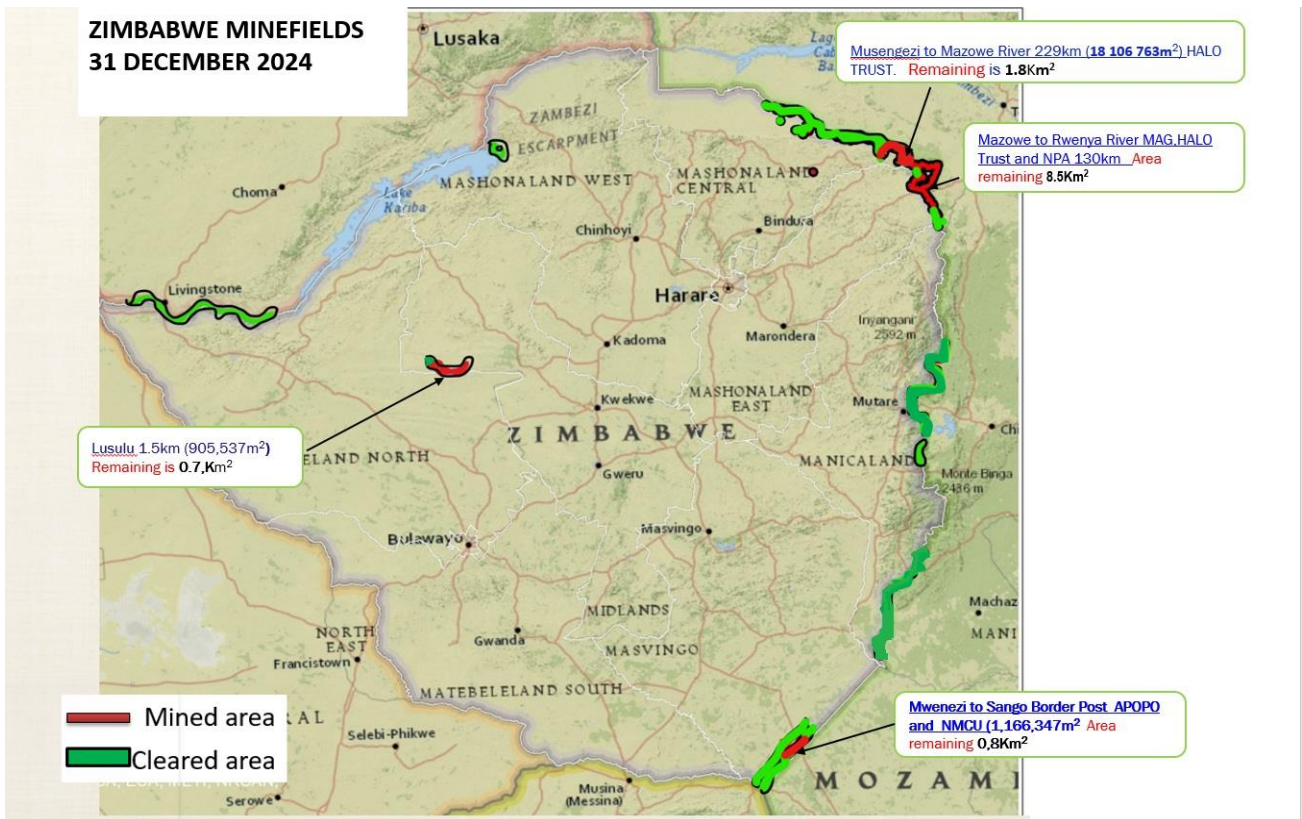 ZIMBABWE MINEFIELDS
31 DECEMBER 2024
Musengezi to Mazowe River 229km (18 106 763m²) HALO
TRUST. Remaining is 1.8Km²
Mazowe to Rwenya River MAG,HALO
Trust and NPA 130km Area
remaining 8.5Km²
Lusulu 1.5km (905,537m²)
Remaining is 0.7,Km²
Mwenezi to Sango Border Post APOPO
and NMCU (1,166,347m² Area
remaining 0,8Km²
Mined area
Cleared area
Lusaka
ZAMBEZI
ESCARPMENT
Choma
Lake
Kariba
MASHONALAND WEST
MASHONALAND
CENTRAL
Chinhoyi
Bindura
Livingstone
Harare
Inyangani
2592 m
Kadoma
Marondera
MASHONALAND
EAST
Kwekwe
Mutare
Chi
ZIMBABWE
ELAND NORTH
Gweru
MANICALAND
Monte Binga
2436 m
Masvingo
Bulawayo
MIDLANDS
Machaz
MANI
NORTH
EAST
Gwanda
MASVINGO
Francistown
MATEBELELAND SOUTH
RAL
Selebi-Phikwe
MOZAMI
Musina
(Messina)
Serowe